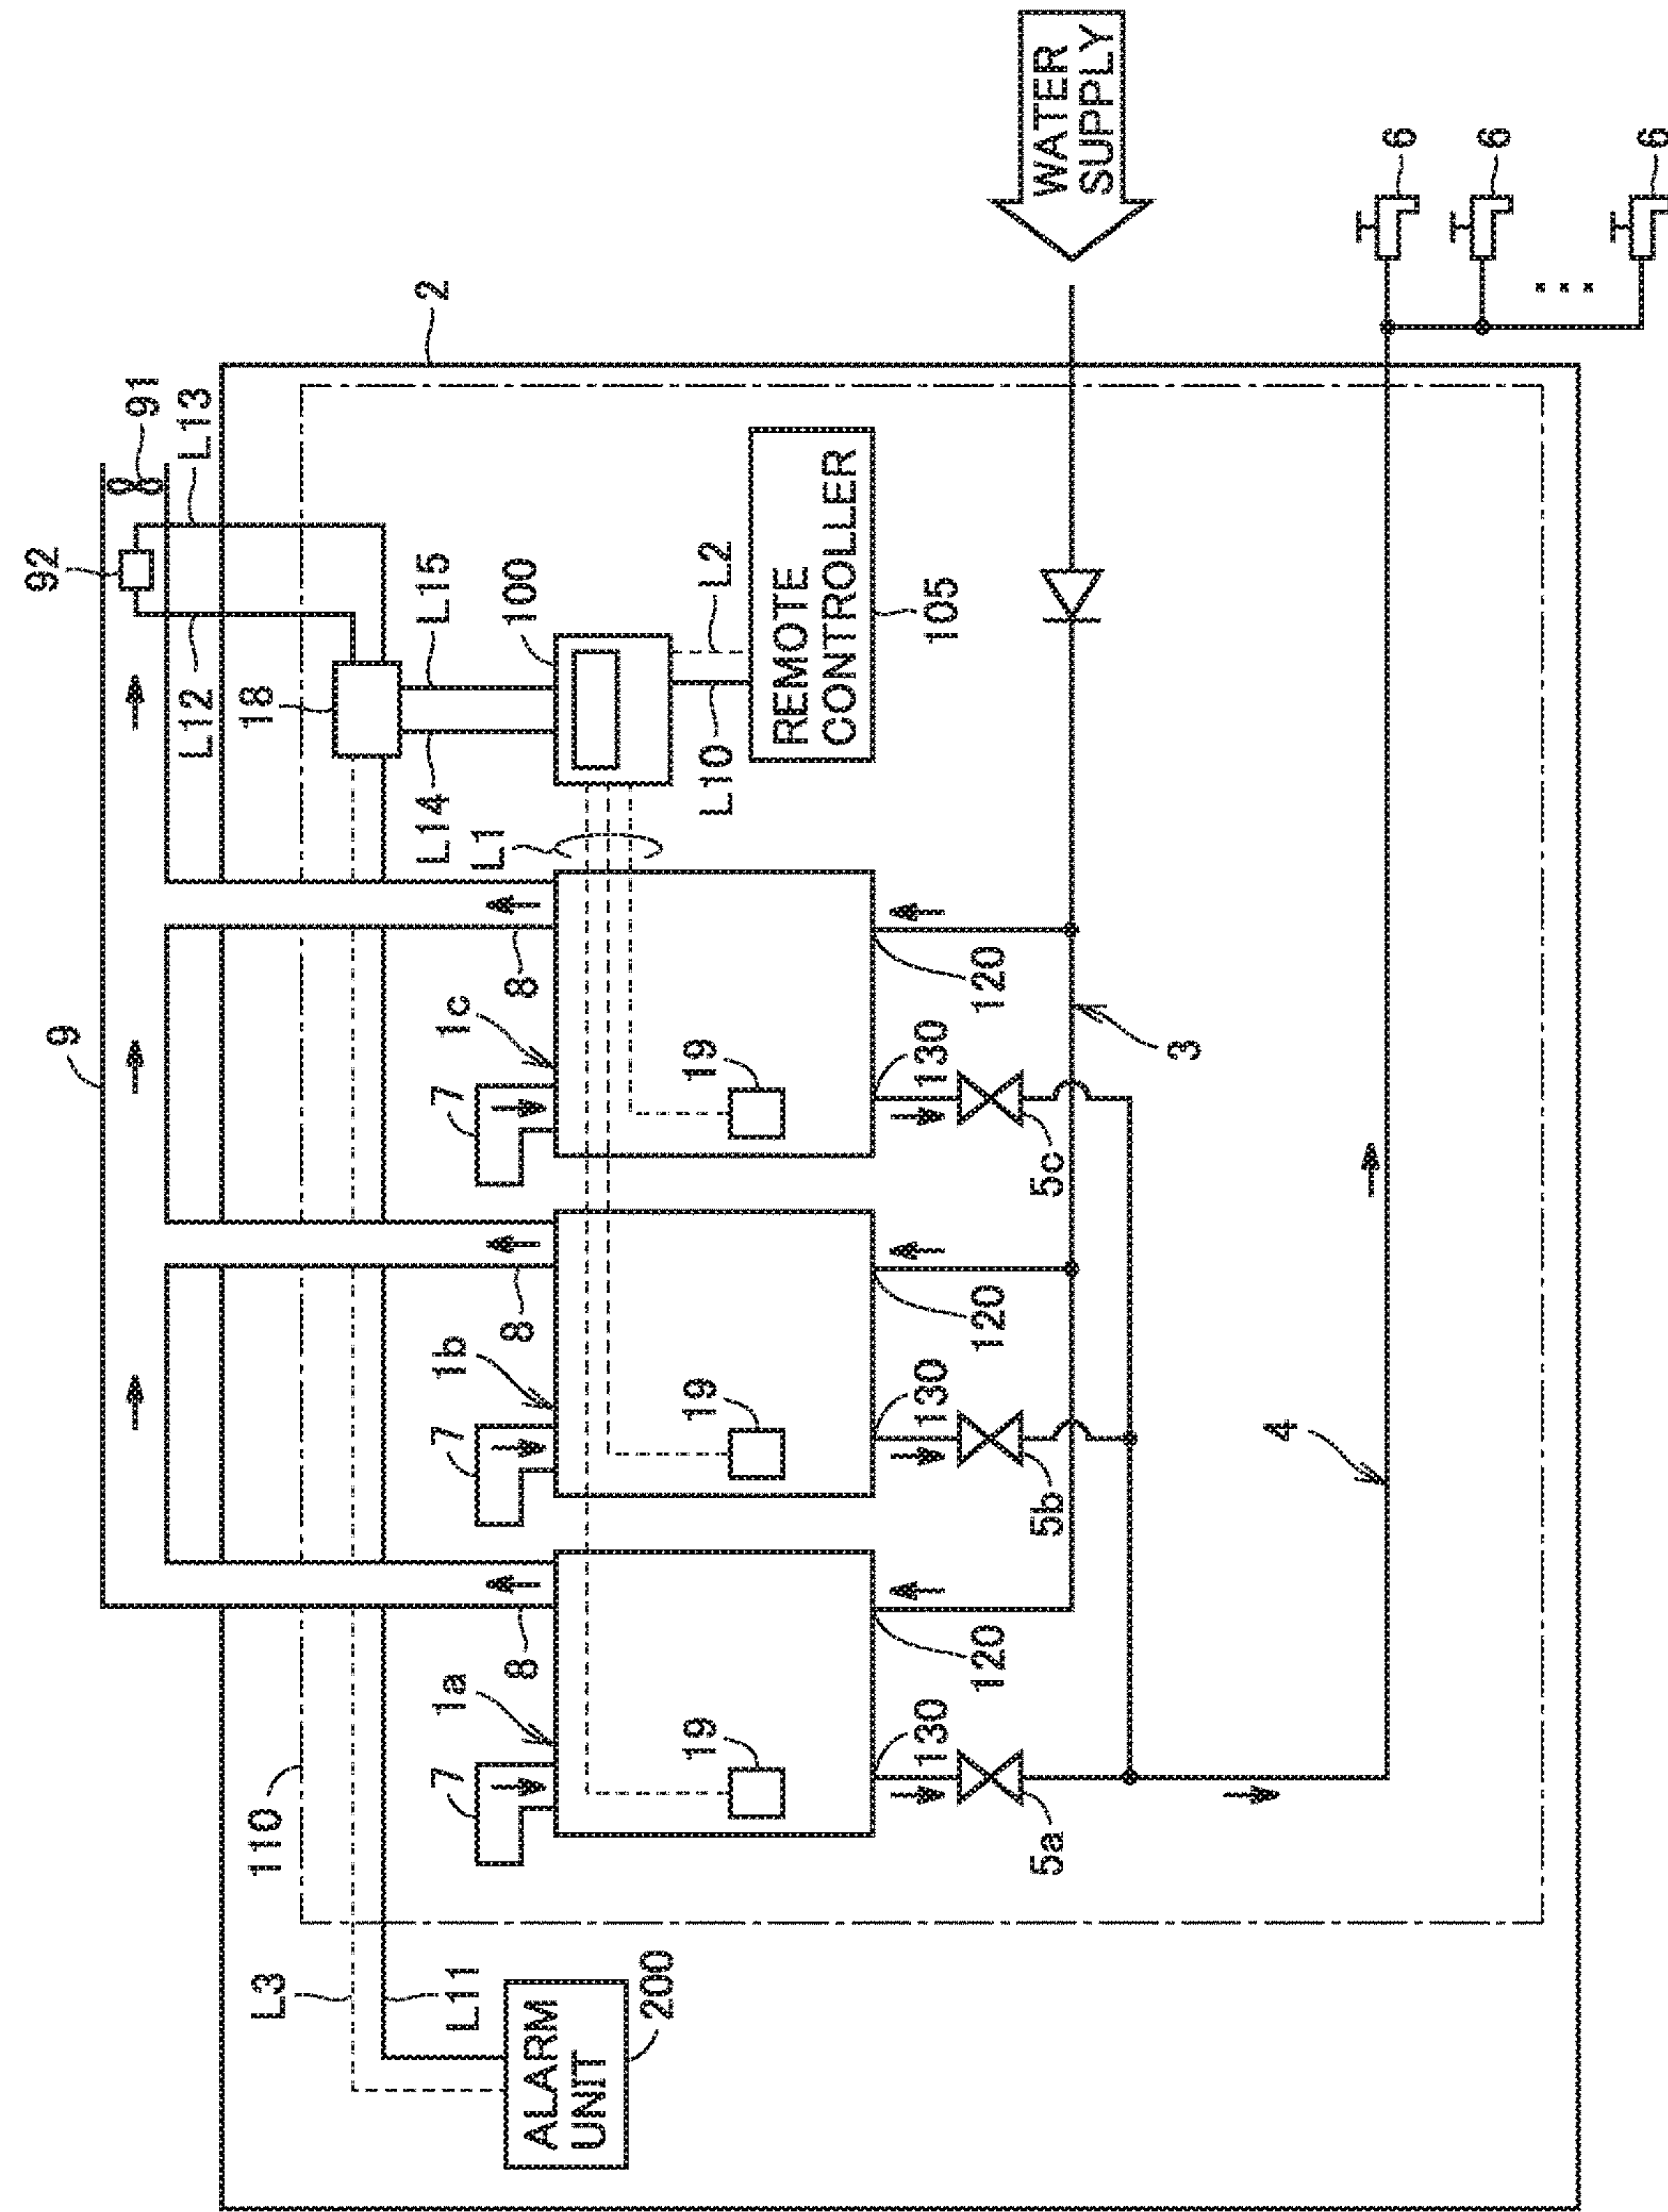 92
9
91
L12
L13
L3
110
18
2
7
1a
7
1b
7
1c
L14
L15
L11
L1
100
8
8
8
ALARM
UNIT
200
19
19
19
L10
L2
REMOTE
CONTROLLER
105
130
130
130
120
120
120
5a
5b
5c
WATER
SUPPLY
3
4
6
6
6